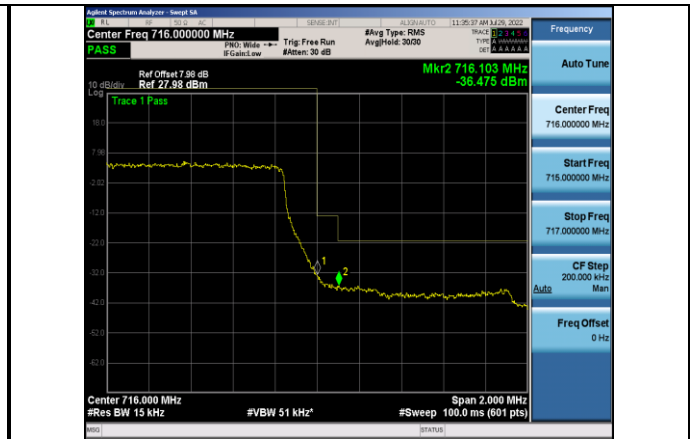 Agilent Spectrum Analyzer - Swept SA
RL RF 50 Ω AC SENSE:INT ALIGNAUTO 11:35:37 AM Jul 29, 2022
Center Freq 716.000000 MHz
#Avg Type: RMS
TRACE 1 2 3 4 5 6
PASS
PNO: Wide
Trig: Free Run
Avg|Hold: 30/30
TYPE
IFGain:Low
#Atten: 30 dB
DET A A A A A A
Mkr2 716.103 MHz
-36.475 dBm
Ref Offset 7.98 dB
10 dB/div Ref 27.98 dBm
Log
Trace 1 Pass
18.0
7.98
-2.02
-12.0
-22.0
-32.0
-42.0
-52.0
-62.0
1
2
Center 716.000 MHz
Span 2.000 MHz
#Res BW 15 kHz
#VBW 51 kHz*
#Sweep 100.0 ms (601 pts)
MSG
STATUS
Frequency
Auto Tune
Center Freq
716.000000 MHz
Start Freq
715.000000 MHz
Stop Freq
717.000000 MHz
CF Step
200.000 kHz
Auto Man
Freq Offset
0 Hz